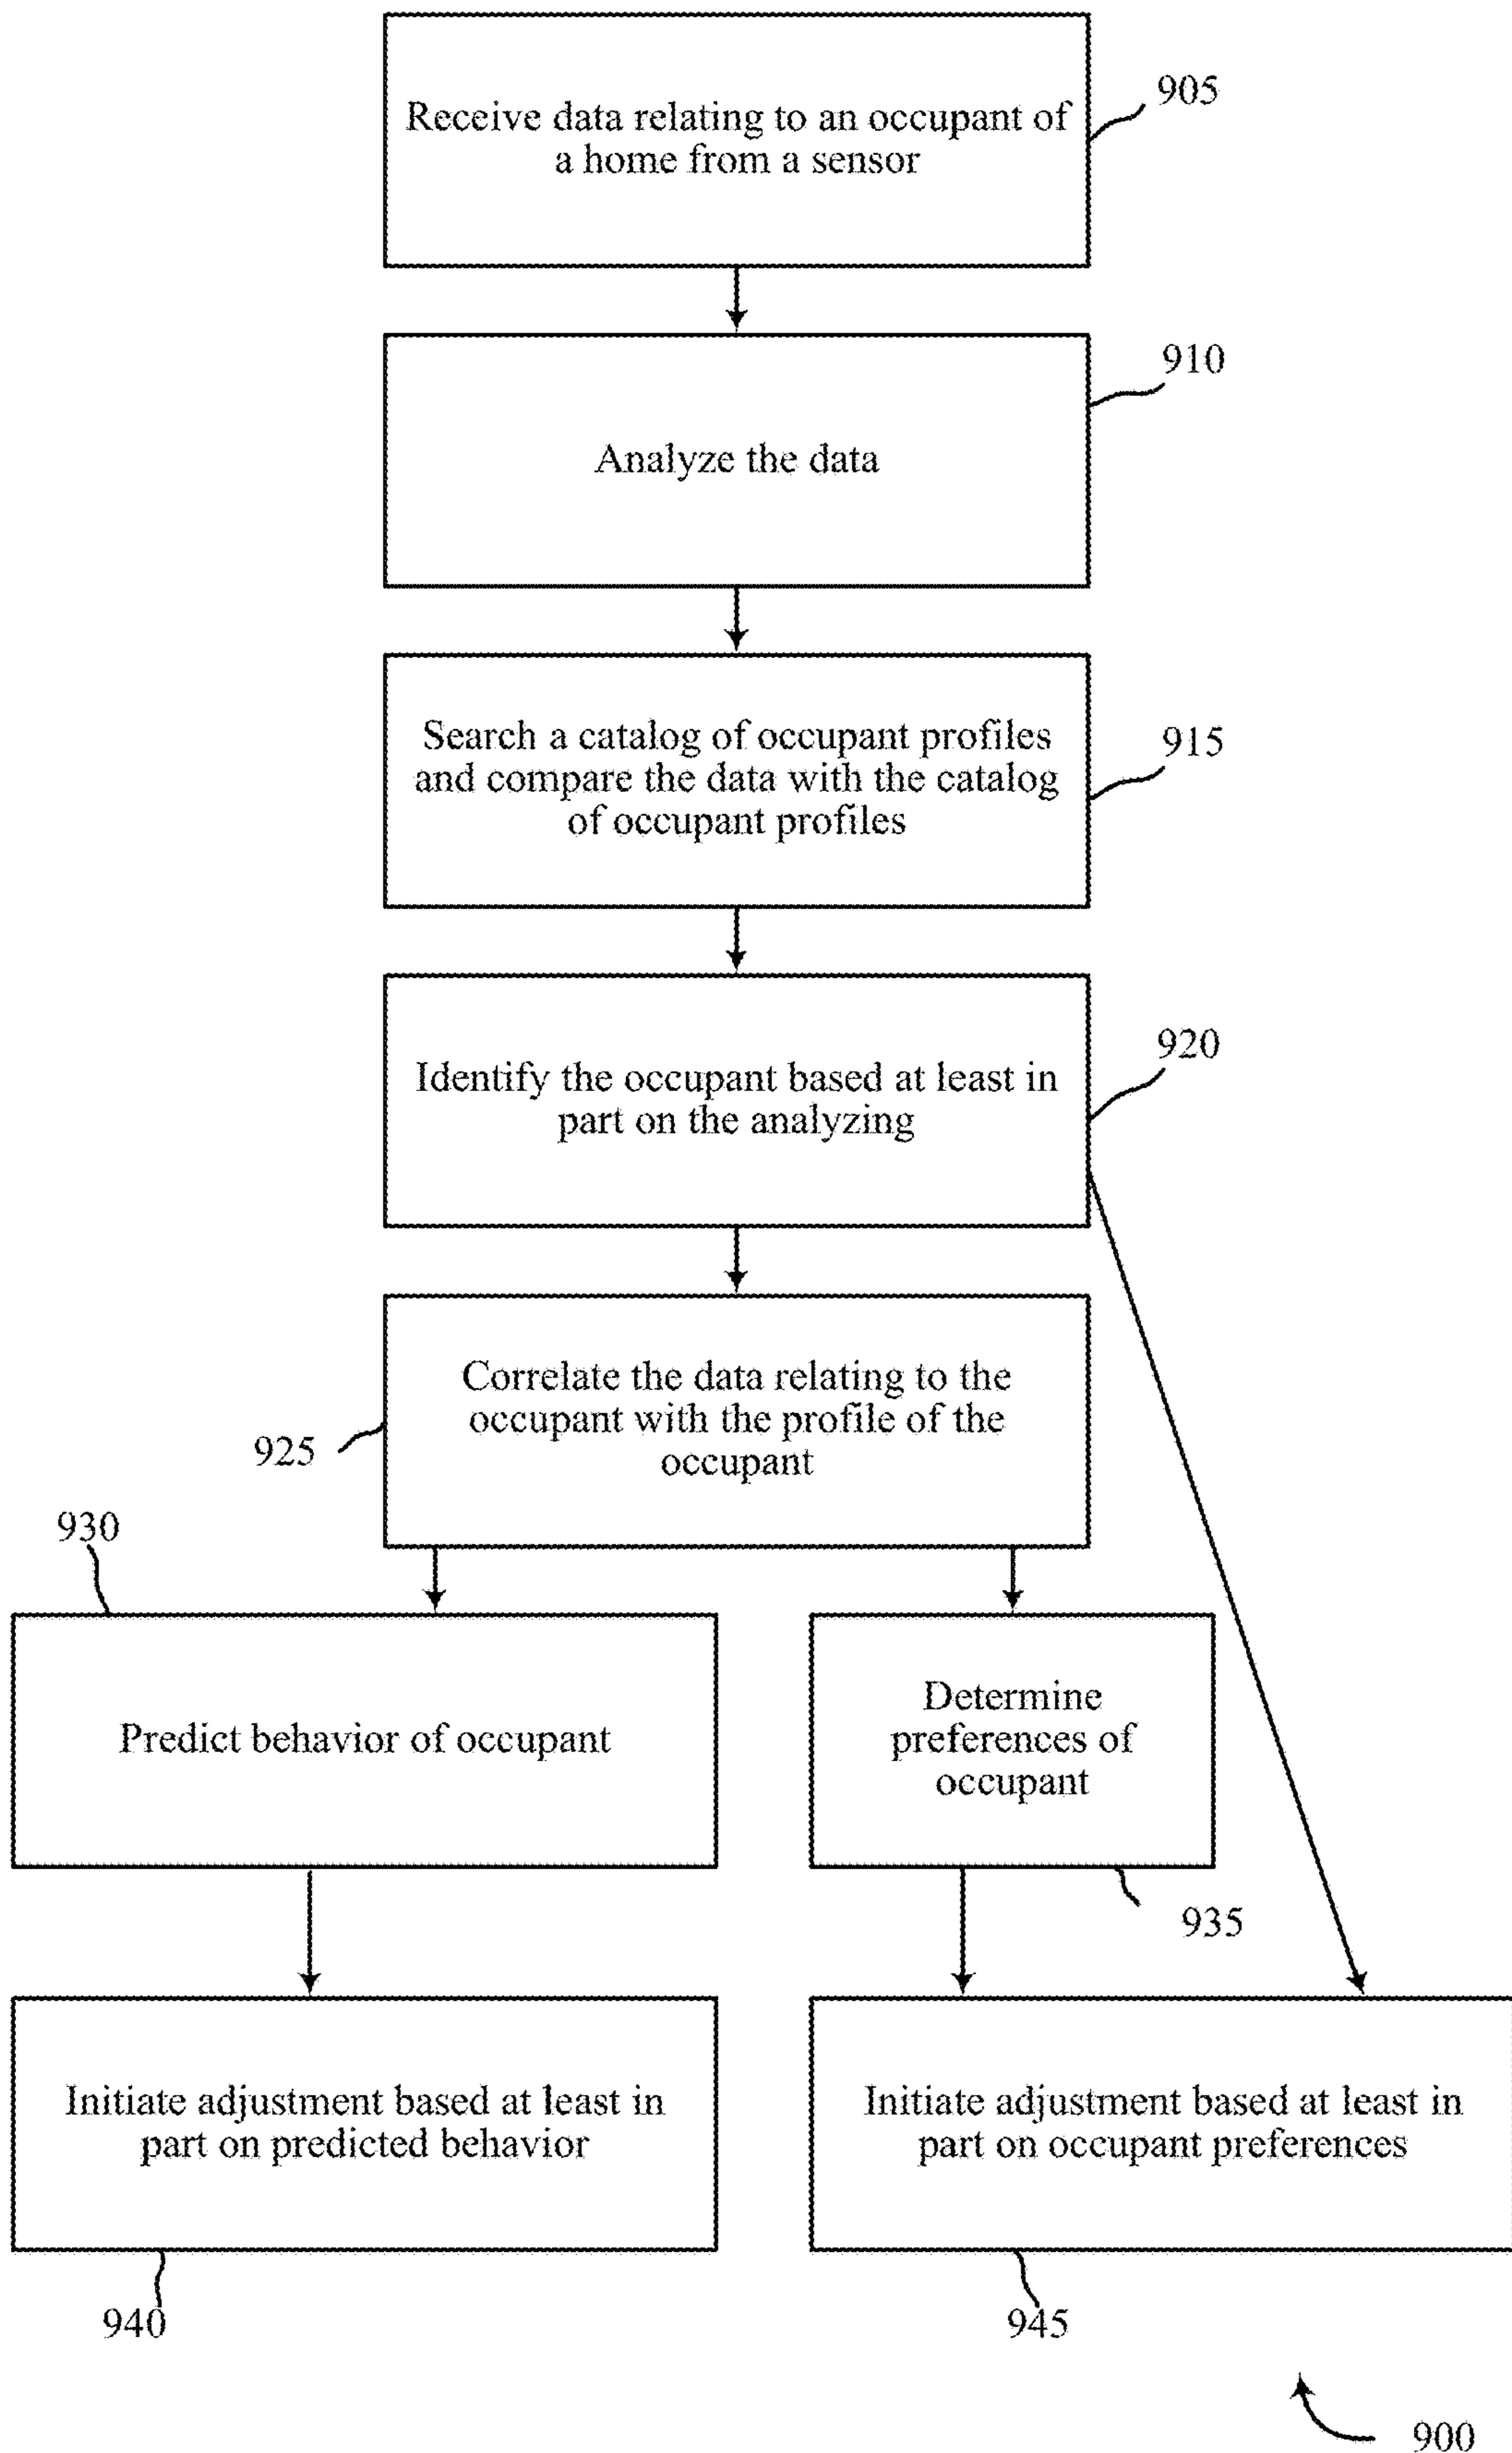 Receive data relating to an occupant of
a home from a sensor
905
Analyze the data
910
Search a catalog of occupant profiles
and compare the data with the catalog
of occupant profiles
915
Identify the occupant based at least in
part on the analyzing
920
Correlate the data relating to the
occupant with the profile of the
occupant
925
930
Predict behavior of occupant
Determine
preferences of
occupant
935
Initiate adjustment based at least in
part on predicted behavior
940
Initiate adjustment based at least in
part on occupant preferences
945
900